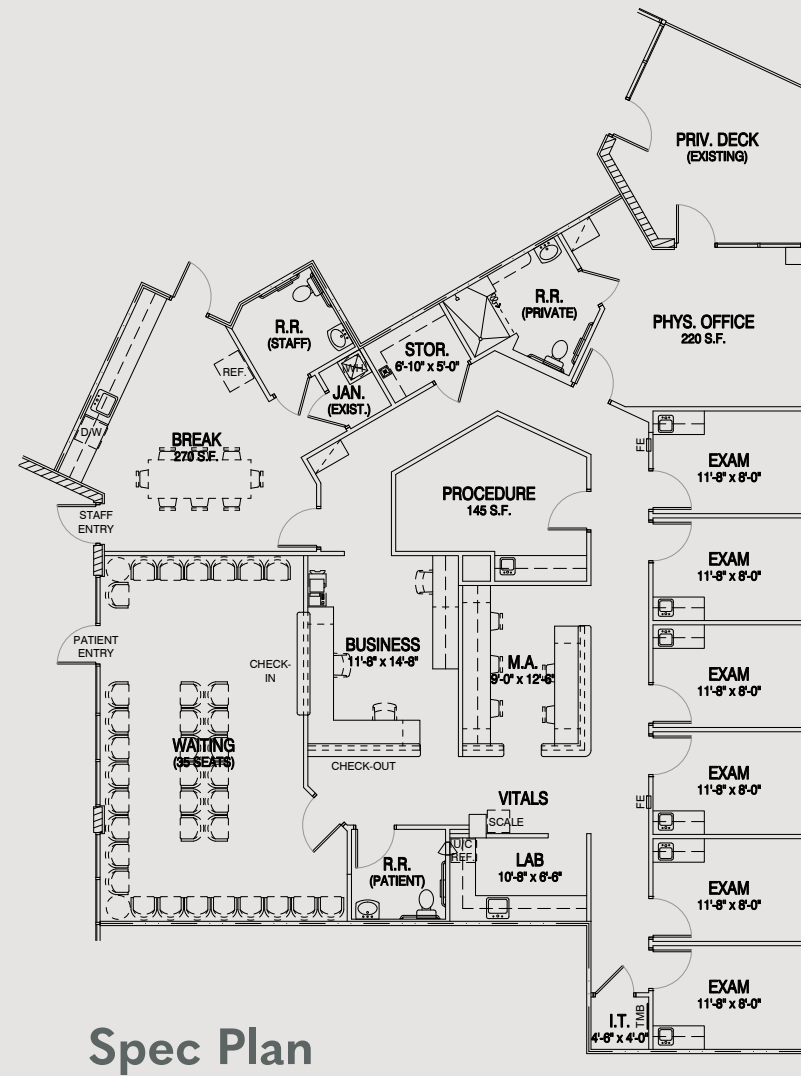 PRIV. DECK
(EXISTING)
R.R.
(PRIVATE)
PHYS. OFFICE
220 S.F.
R.R.
(STAFF)
STOR.
6'-10" x 5'-0"
REF.
WH
JAN.
(EXIST.)
D/W
BREAK
270 S.F.
FE
EXAM
11'-8" x 8'-0"
PROCEDURE
145 S.F.
STAFF
ENTRY
EXAM
11'-8" x 8'-0"
PATIENT
ENTRY
CHECK-
IN
BUSINESS
11'-8" x 14'-8"
M.A.
9'-0" x 12'-6"
EXAM
11'-8" x 8'-0"
WAITING
(35 SEATS)
CHECK-OUT
EXAM
11'-8" x 8'-0"
VITALS
FE
SCALE
U/C
REF.
R.R.
(PATIENT)
LAB
10'-8" x 6'-6"
EXAM
11'-8" x 8'-0"
EXAM
11'-8" x 8'-0"
I.T.
4'-6" x 4'-0"
TMB
Spec Plan